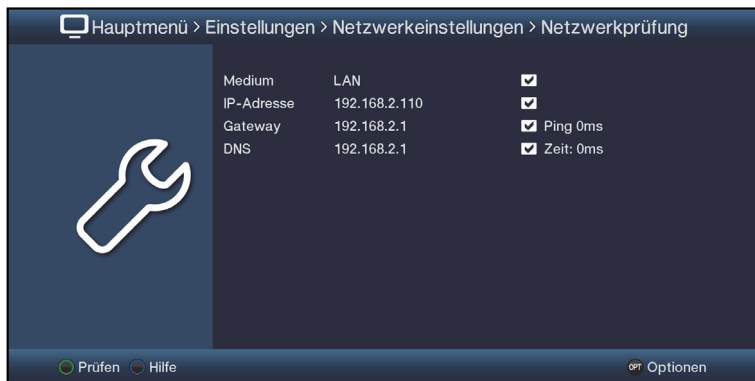 Hauptmenü > Einstellungen > Netzwerkeinstellungen > Netzwerkprüfung
Medium LAN
IP-Adresse 192.168.2.110
Gateway 192.168.2.1 Ping 0ms
DNS 192.168.2.1 Zeit: 0ms
Prüfen Hilfe OPT Optionen